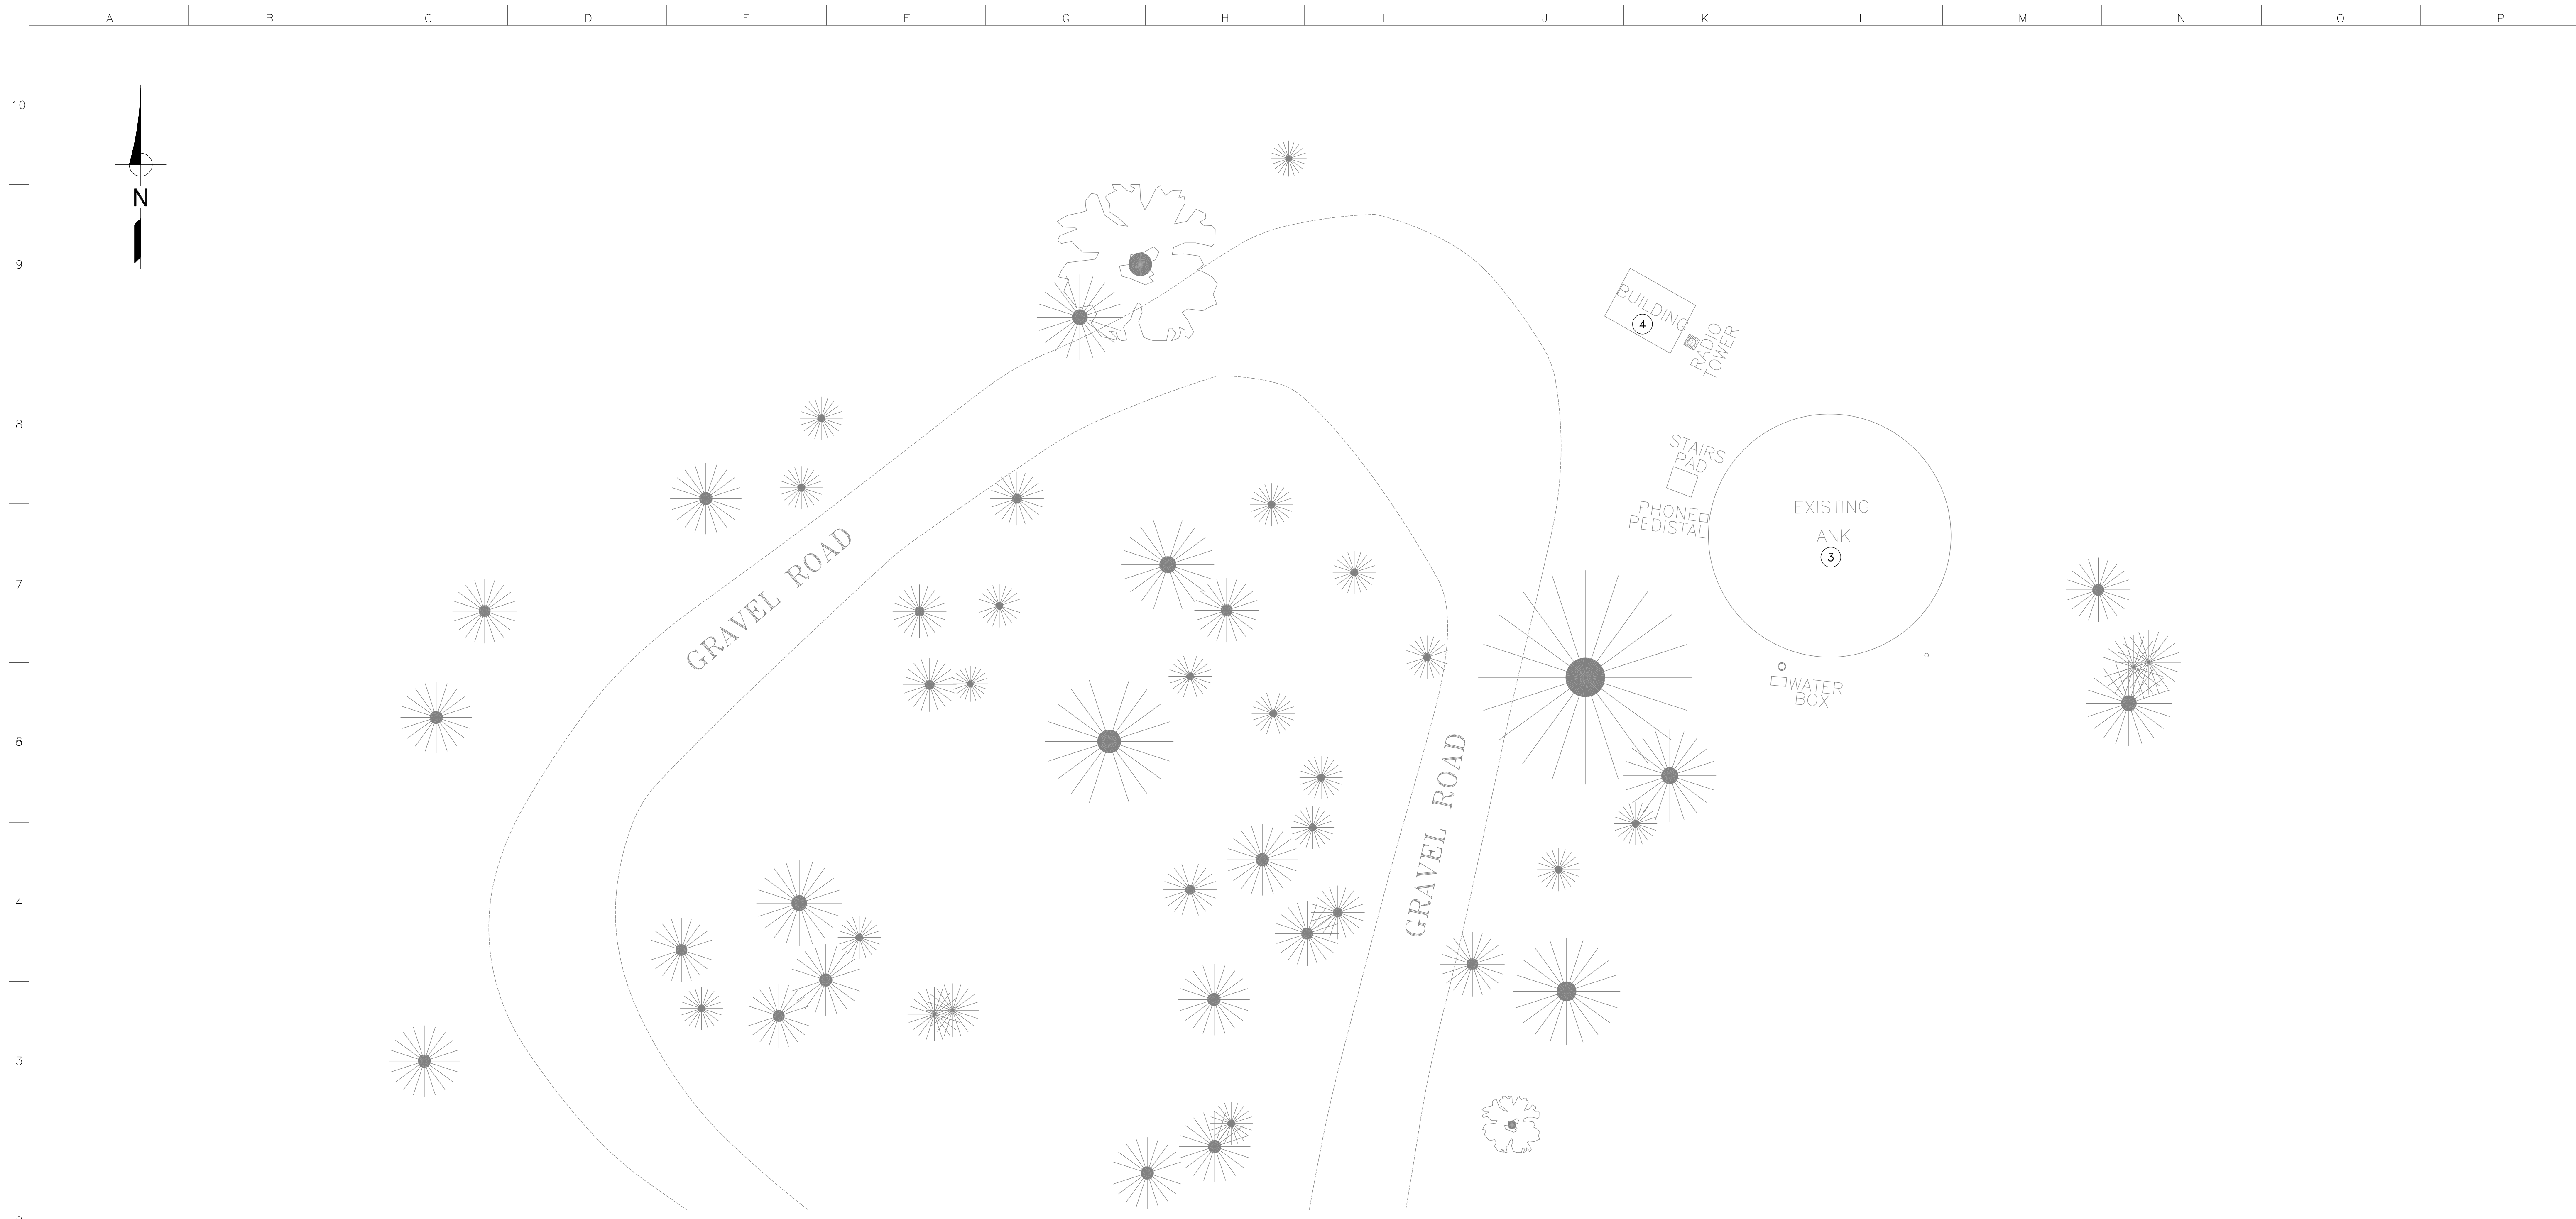 A B C D E F G H I J K L M N O P
10
N
9
BUILDING
4
RADIO
TOWER
8
STAIRS
PAD
PHONE
PEDISTAL
EXISTING
TANK
3
GRAVEL ROAD
7
WATER
BOX
6
GRAVEL ROAD
4
3